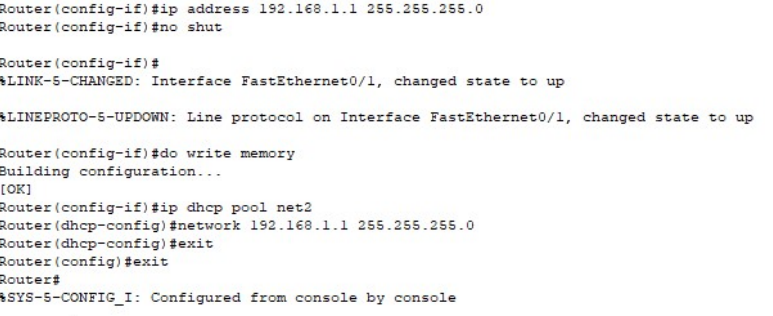 Router(config-if)#ip address 192.168.1.1 255.255.255.0
Router(config-if)#no shut
Router(config-if)#
%LINK-5-CHANGED: Interface FastEthernet0/1, changed state to up
%LINEPROTO-5-UPDOWN: Line protocol on Interface FastEthernet0/1, changed state to up
Router(config-if)#do write memory
Building configuration...
[OK]
Router(config-if)#ip dhcp pool net2
Router(dhcp-config)#network 192.168.1.1 255.255.255.0
Router(dhcp-config)#exit
Router(config)#exit
Router#
%SYS-5-CONFIG_I: Configured from console by console